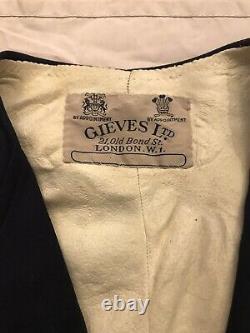 BY APPOINTMENT BY APPOINTMENT
GIEVES LTD
21, Old Bond St.
LONDON. W.1.